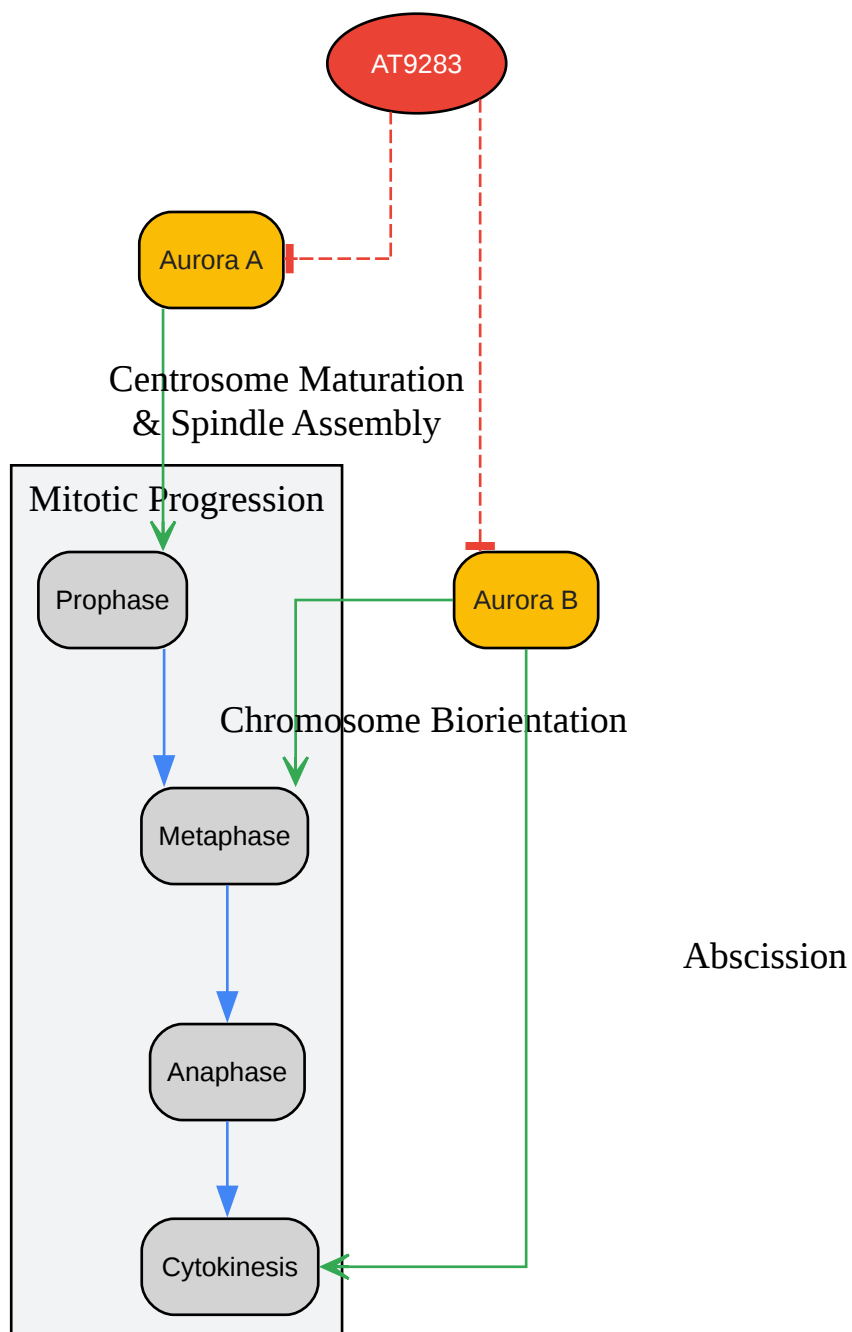 AT9283
Aurora A
Centrosome Maturation
& Spindle Assembly
Mitotic Progression
Prophase
Aurora B
Chromosome Biorientation
Metaphase
Abscission
Anaphase
Cytokinesis